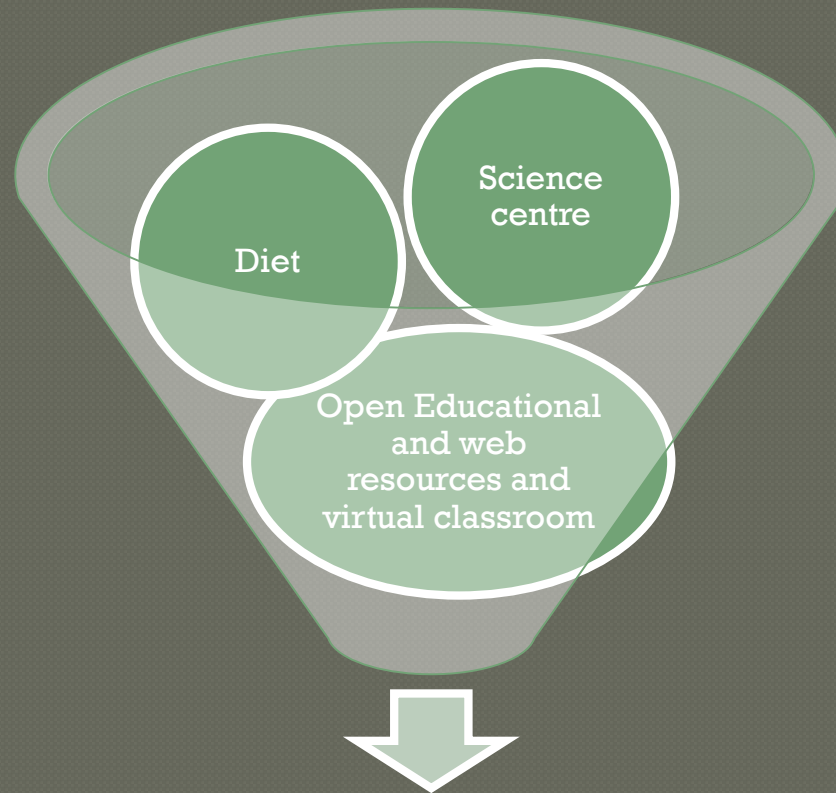 Science
centre
Diet
Open Educational
and web
resources and
virtual classroom